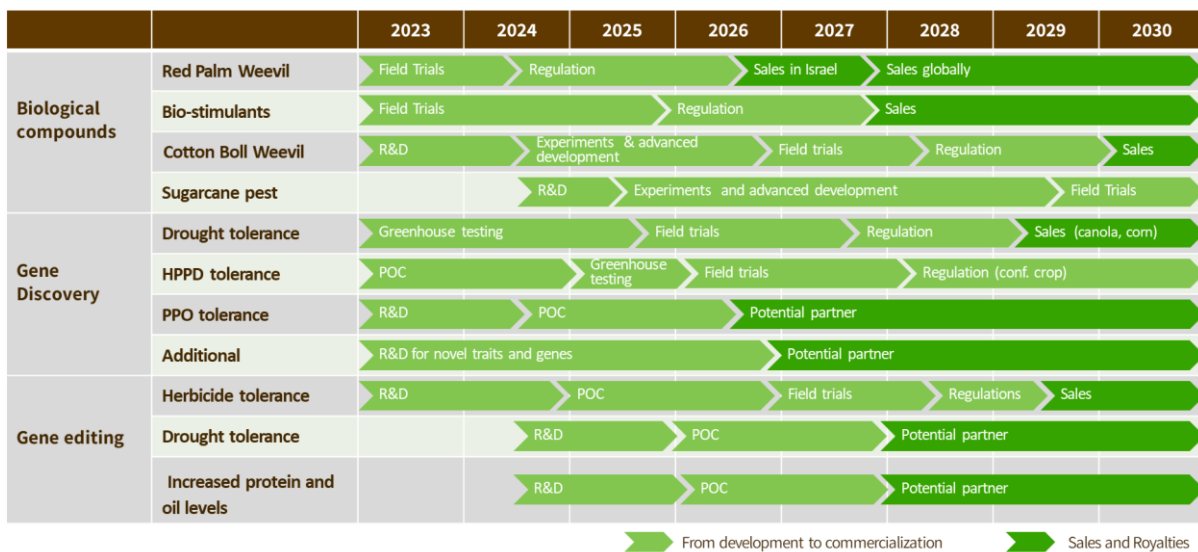 2023 2024 2025 2026 2027 2028 2029 2030
Biological
compounds
Red Palm Weevil Field Trials Regulation Sales in Israel Sales globally
Bio-stimulants Field Trials Regulation Sales
Cotton Boll Weevil R&D Experiments & advanced
development Field trials Regulation Sales
Sugarcane pest R&D Experiments and advanced development Field Trials
Gene
Discovery
Drought tolerance Greenhouse testing Field trials Regulation Sales (canola, corn)
HPPD tolerance POC Greenhouse
testing Field trials Regulation (conf. crop)
PPO tolerance R&D POC Potential partner
Additional R&D for novel traits and genes Potential partner
Gene editing
Herbicide tolerance R&D POC Field trials Regulations Sales
Drought tolerance R&D POC Potential partner
Increased protein and
oil levels R&D POC Potential partner
From development to commercialization Sales and Royalties